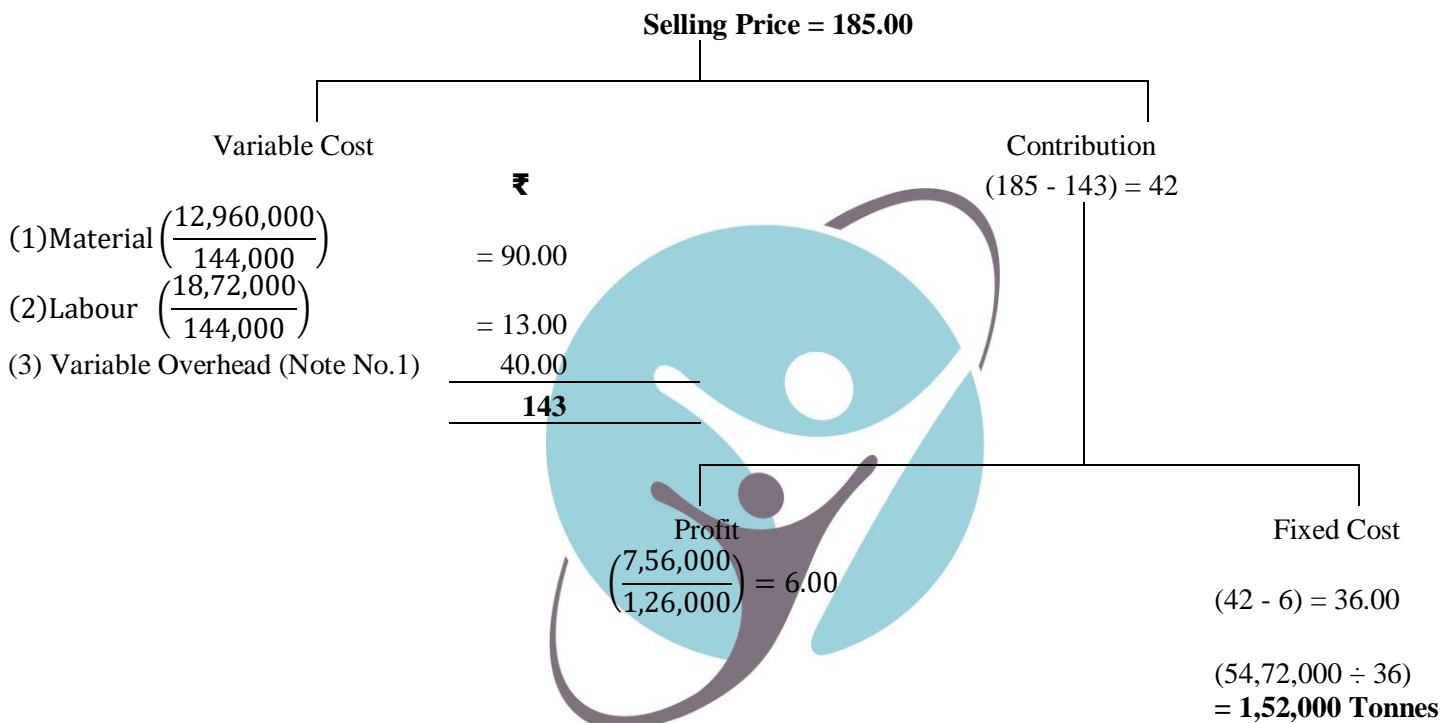 Selling Price = 185.00
Variable Cost
Contribution
₹
(185 - 143) = 42
(1)Material (12,960,000/144,000) = 90.00
(2)Labour (18,72,000/144,000) = 13.00
(3) Variable Overhead (Note No.1) 40.00
143
Profit
Fixed Cost
(7,56,000/1,26,000) = 6.00
(42 - 6) = 36.00
(54,72,000 ÷ 36)
= 1,52,000 Tonnes